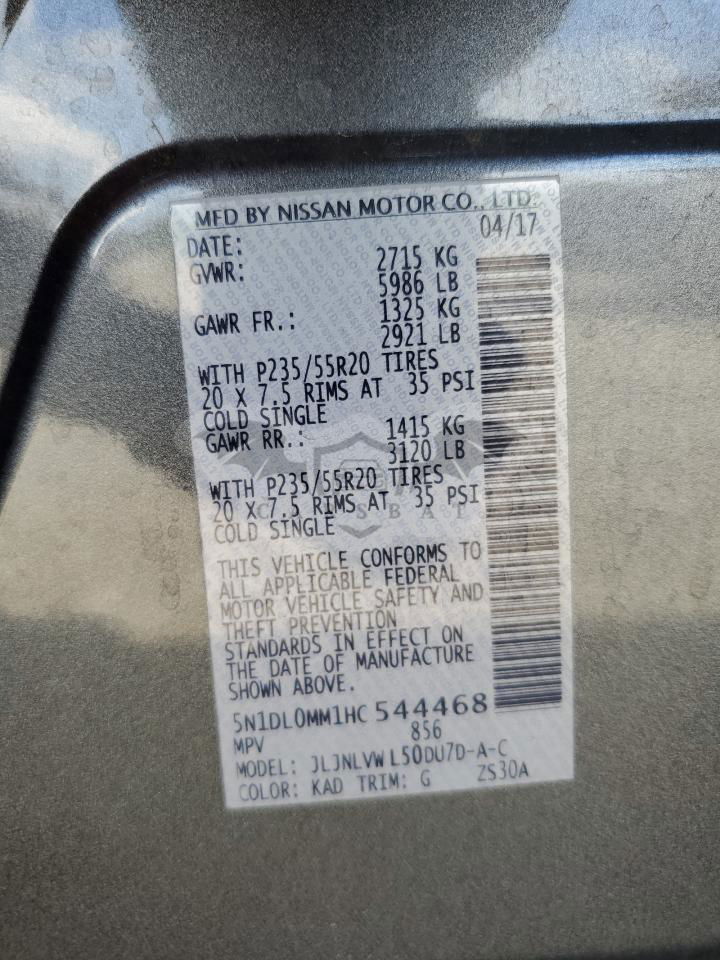 MFD BY NISSAN MOTOR CO., LTD.
DATE: 04/17
GVWR: 2715 KG
5986 LB
GAWR FR.: 1325 KG
2921 LB
WITH P235/55R20 TIRES
20 X 7.5 RIMS AT 35 PSI
COLD SINGLE
GAWR RR.: 1415 KG
3120 LB
WITH P235/55R20 TIRES
20 X 7.5 RIMS AT 35 PSI
COLD SINGLE
THIS VEHICLE CONFORMS TO
ALL APPLICABLE FEDERAL
MOTOR VEHICLE SAFETY AND
THEFT PREVENTION
STANDARDS IN EFFECT ON
THE DATE OF MANUFACTURE
SHOWN ABOVE.
5N1DL0MM1HC 544468
MPV 856
MODEL: JLJNLVW L50DU7D-A-C
COLOR: KAD TRIM: G ZS30A